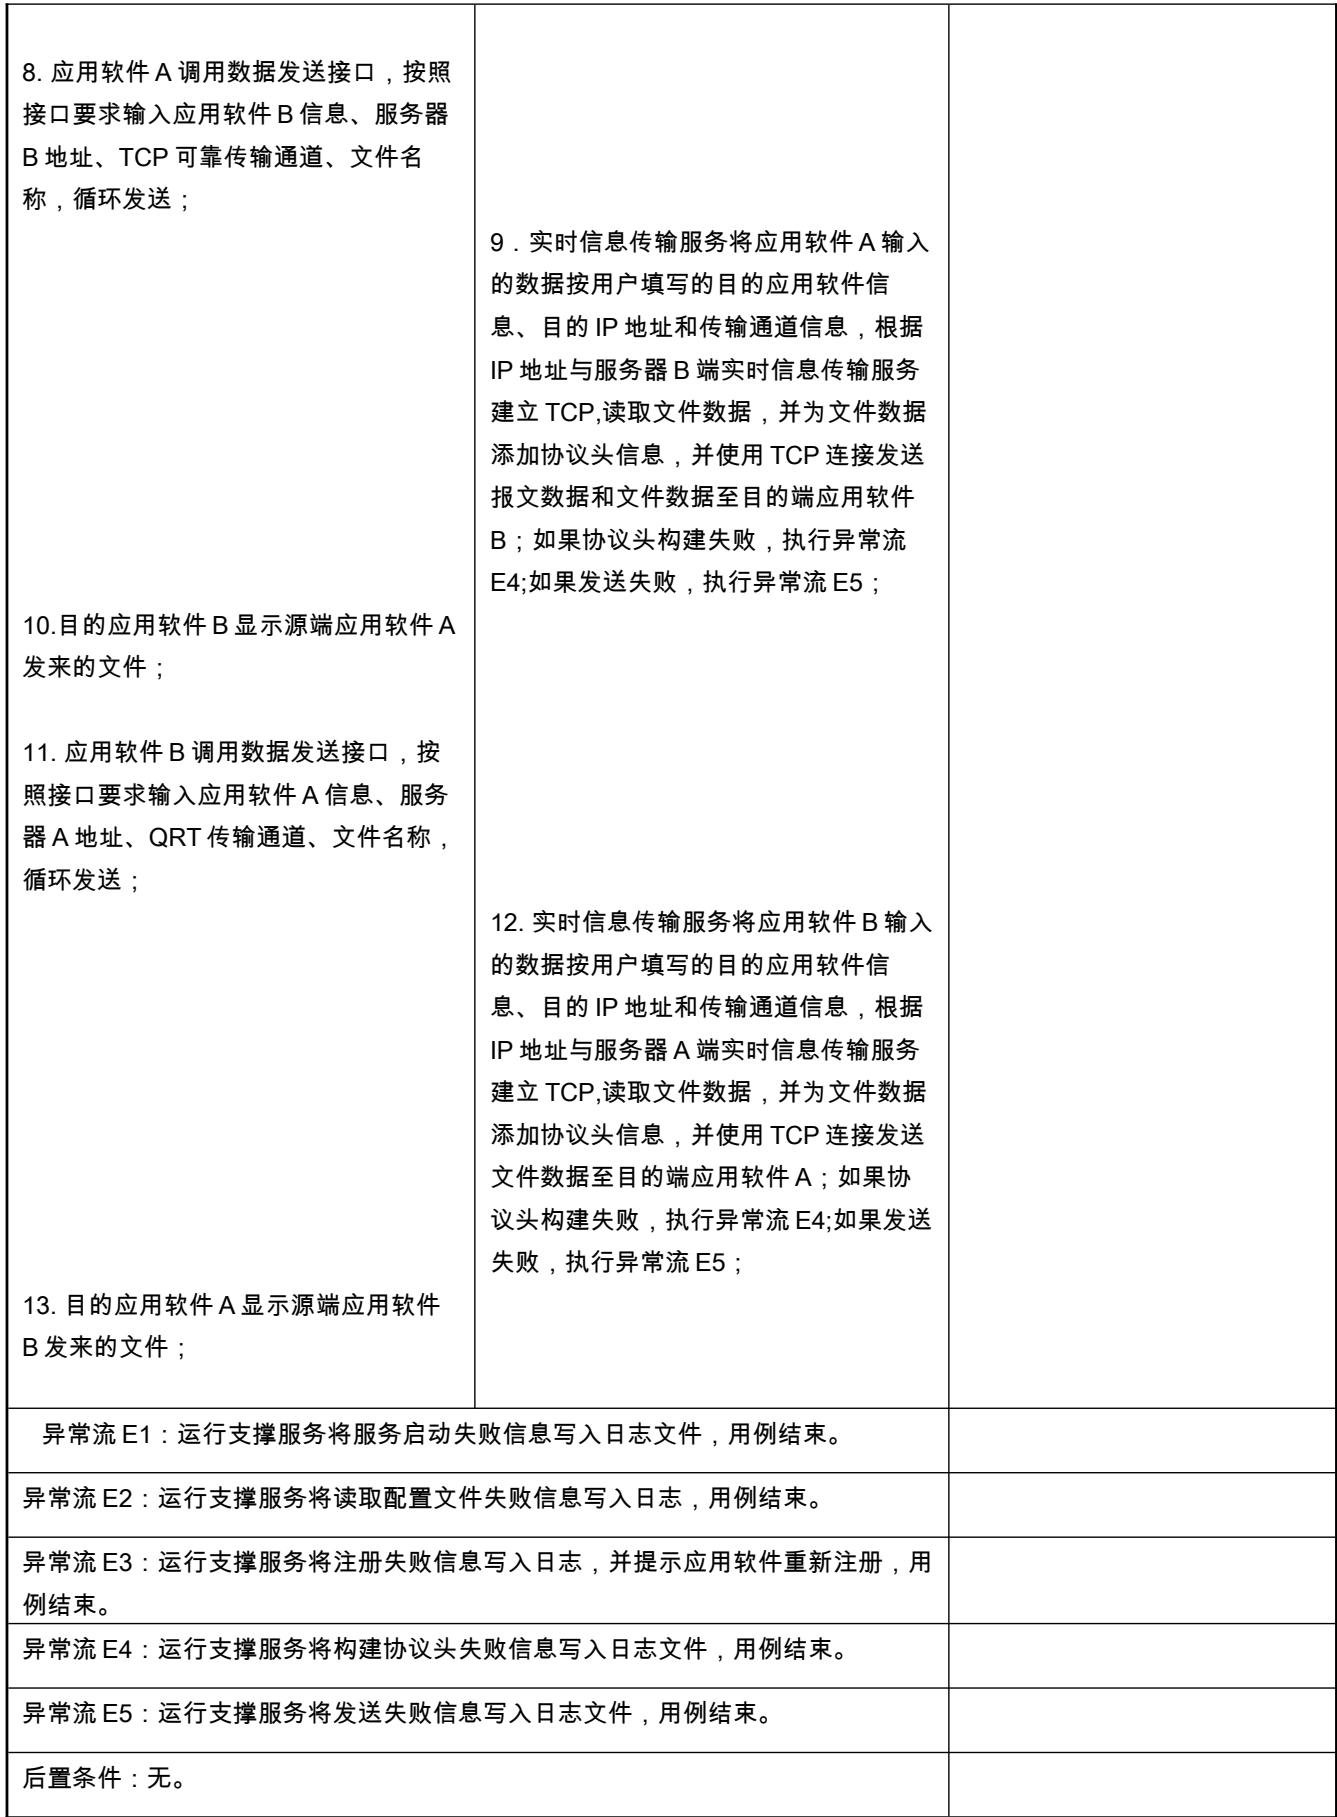 8. 应用软件 A 调用数据发送接口，按照
接口要求输入应用软件 B 信息、服务器
B 地址、TCP 可靠传输通道、文件名
称，循环发送；
9．实时信息传输服务将应用软件 A 输入
的数据按用户填写的目的应用软件信
息、目的 IP 地址和传输通道信息，根据
IP 地址与服务器 B 端实时信息传输服务
建立 TCP,读取文件数据，并为文件数据
添加协议头信息，并使用 TCP 连接发送
报文数据和文件数据至目的端应用软件
B；如果协议头构建失败，执行异常流
E4;如果发送失败，执行异常流 E5；
10.目的应用软件 B 显示源端应用软件 A
发来的文件；
11. 应用软件 B 调用数据发送接口，按
照接口要求输入应用软件 A 信息、服务
器 A 地址、QRT 传输通道、文件名称，
循环发送；
12. 实时信息传输服务将应用软件 B 输入
的数据按用户填写的目的应用软件信
息、目的 IP 地址和传输通道信息，根据
IP 地址与服务器 A 端实时信息传输服务
建立 TCP,读取文件数据，并为文件数据
添加协议头信息，并使用 TCP 连接发送
文件数据至目的端应用软件 A；如果协
议头构建失败，执行异常流 E4;如果发送
失败，执行异常流 E5；
13. 目的应用软件 A 显示源端应用软件
B 发来的文件；
异常流 E1：运行支撑服务将服务启动失败信息写入日志文件，用例结束。
异常流 E2：运行支撑服务将读取配置文件失败信息写入日志，用例结束。
异常流 E3：运行支撑服务将注册失败信息写入日志，并提示应用软件重新注册，用
例结束。
异常流 E4：运行支撑服务将构建协议头失败信息写入日志文件，用例结束。
异常流 E5：运行支撑服务将发送失败信息写入日志文件，用例结束。
后置条件：无。